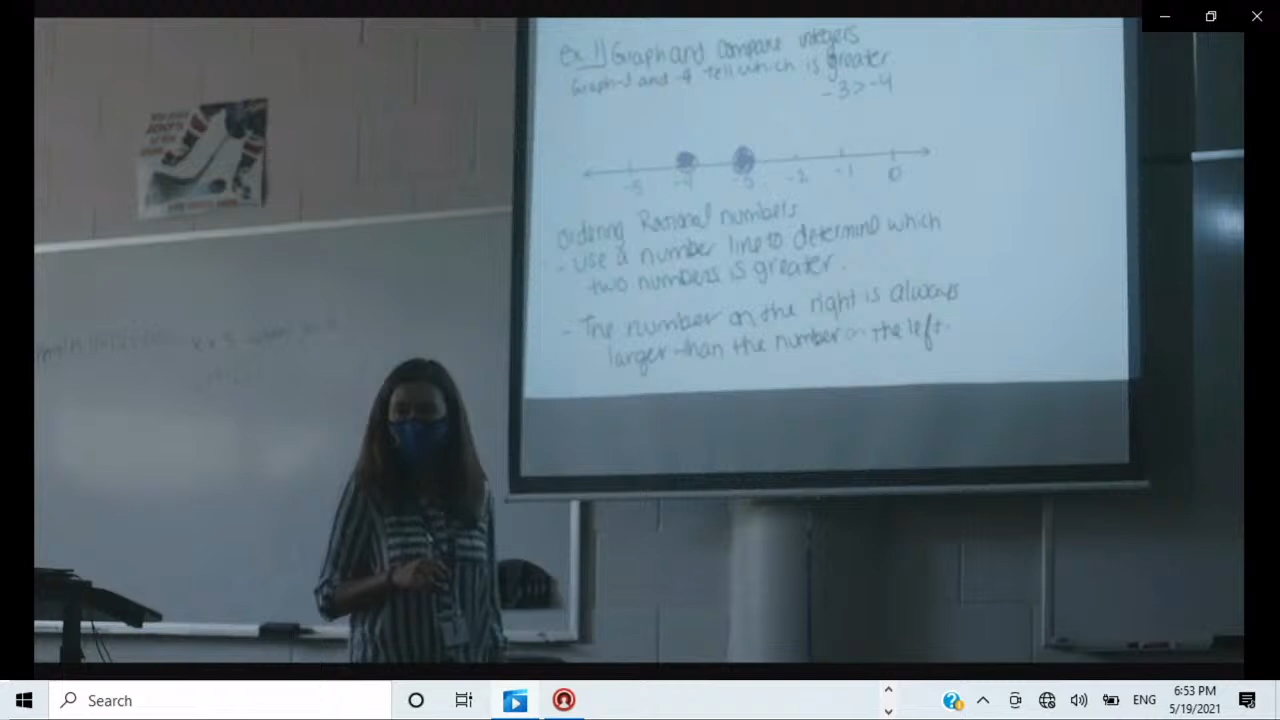 ex 1) Graph and compare integers
Graph -3 and -4 tell which is greater.
-3 > -4
-5 -4 -3 -2 -1 0
Ordering Rational numbers
- use a number line to determine which
two numbers is greater.
- The number on the right is always
larger than the number on the left.
Search
ENG
6:53 PM
5/19/2021